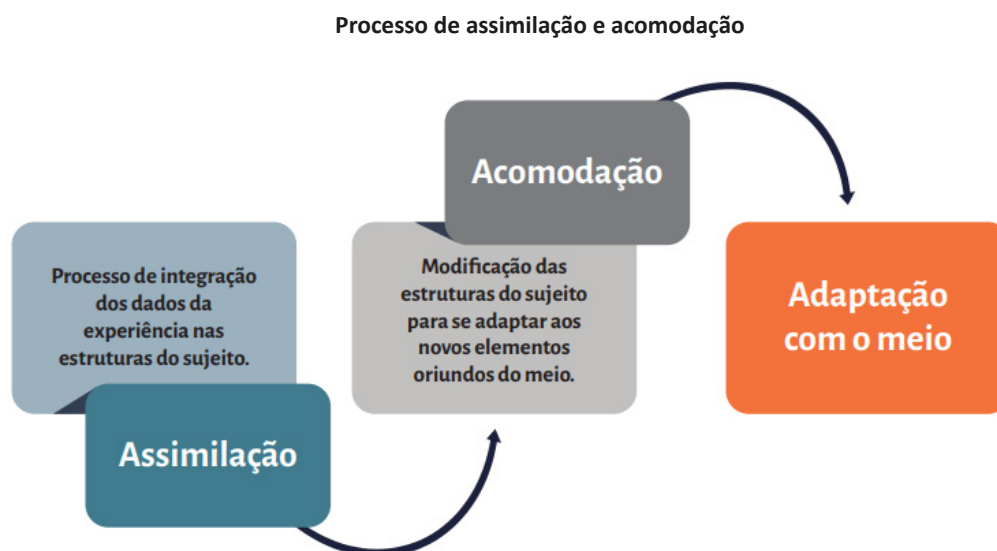 Processo de assimilação e acomodação
Processo de integração
dos dados da
experiência nas
estruturas do sujeito.
Assimilação
Acomodação
Modificação das
estruturas do sujeito
para se adaptar aos
novos elementos
oriundos do meio.
Adaptação
com o meio